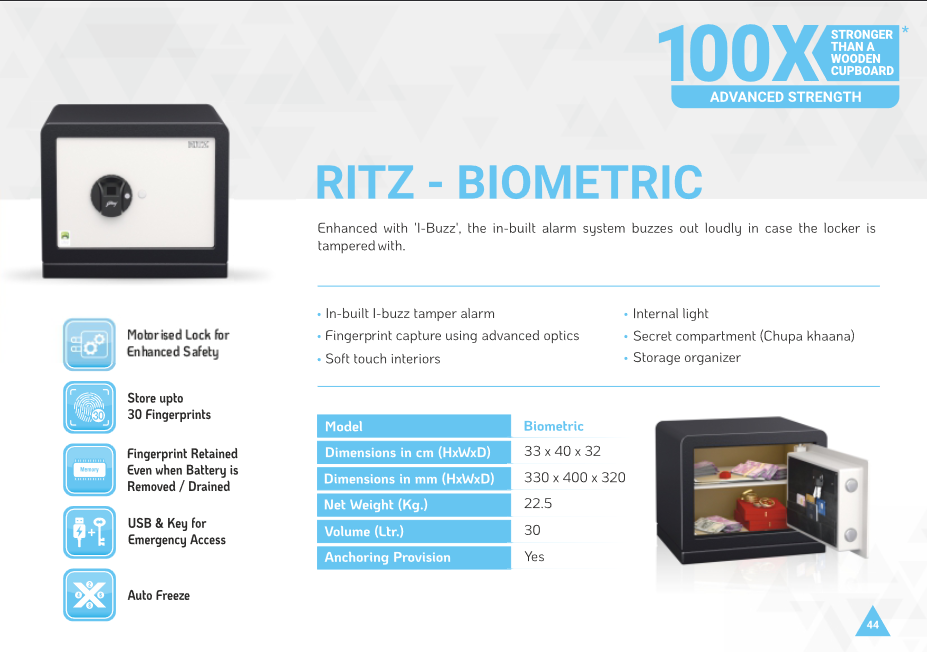 100X
STRONGER
THAN A
WOODEN
CUPBOARD
*
ADVANCED STRENGTH
RITZ - BIOMETRIC
Enhanced with 'I-Buzz', the in-built alarm system buzzes out loudly in case the locker is
tampered with.
• In-built I-buzz tamper alarm
• Fingerprint capture using advanced optics
• Soft touch interiors
• Internal light
• Secret compartment (Chupa khaana)
• Storage organizer
Motorised Lock for
Enhanced Safety
30
Store upto
30 Fingerprints
Memory
Fingerprint Retained
Even when Battery is
Removed / Drained
USB & Key for
Emergency Access
Auto Freeze
Model Biometric
Dimensions in cm (HxWxD) 33 x 40 x 32
Dimensions in mm (HxWxD) 330 x 400 x 320
Net Weight (Kg.) 22.5
Volume (Ltr.) 30
Anchoring Provision Yes
44